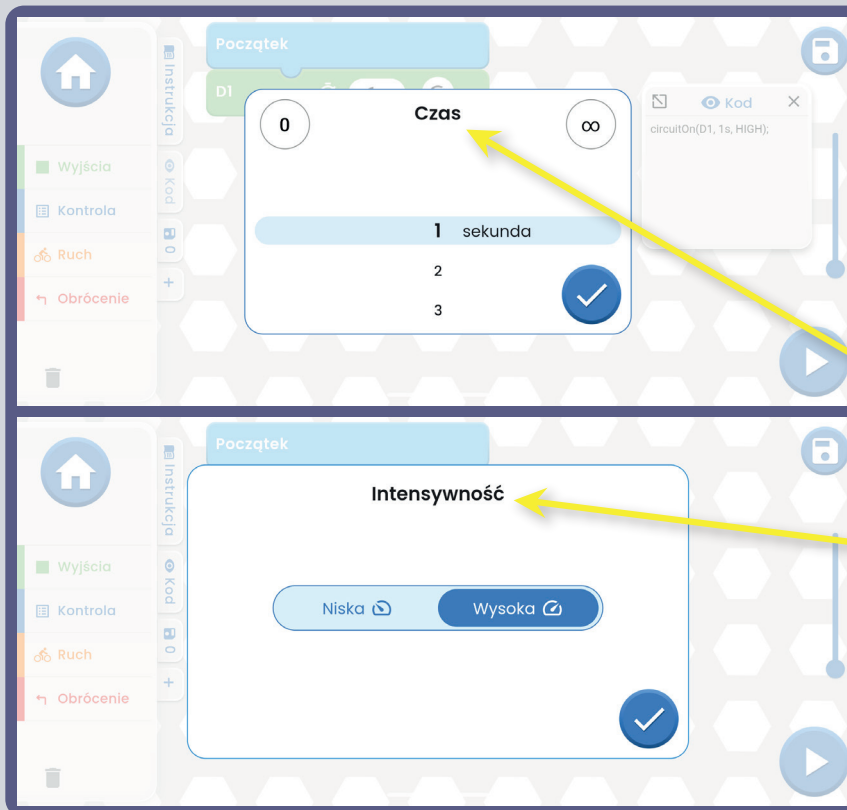 Początek
D1
Instrukcja
Kod
0
+
Wyjścia
Kontrola
Ruch
Obrócenie
0
Czas
∞
1 sekunda
2
3
Kod
circuitOn(D1, 1s, HIGH);
Początek
Instrukcja
Kod
0
+
Wyjścia
Kontrola
Ruch
Obrócenie
Intensywność
Niska
Wysoka